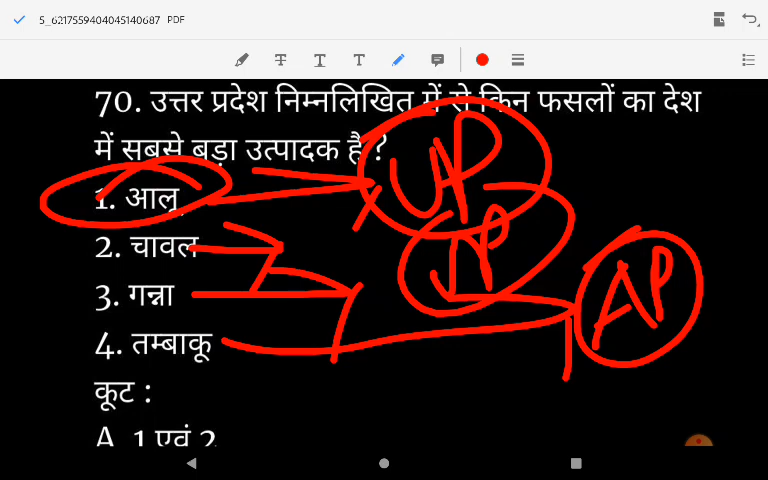 5_6217559404045140687 PDF
70. उत्तर प्रदेश निम्नलिखित में से किन फसलों का देश
में सबसे बड़ा उत्पादक है ?
1. आलू UP
2. चावल UP
3. गन्ना AP
4. तम्बाकू
कूट :
A. 1 एवं 2